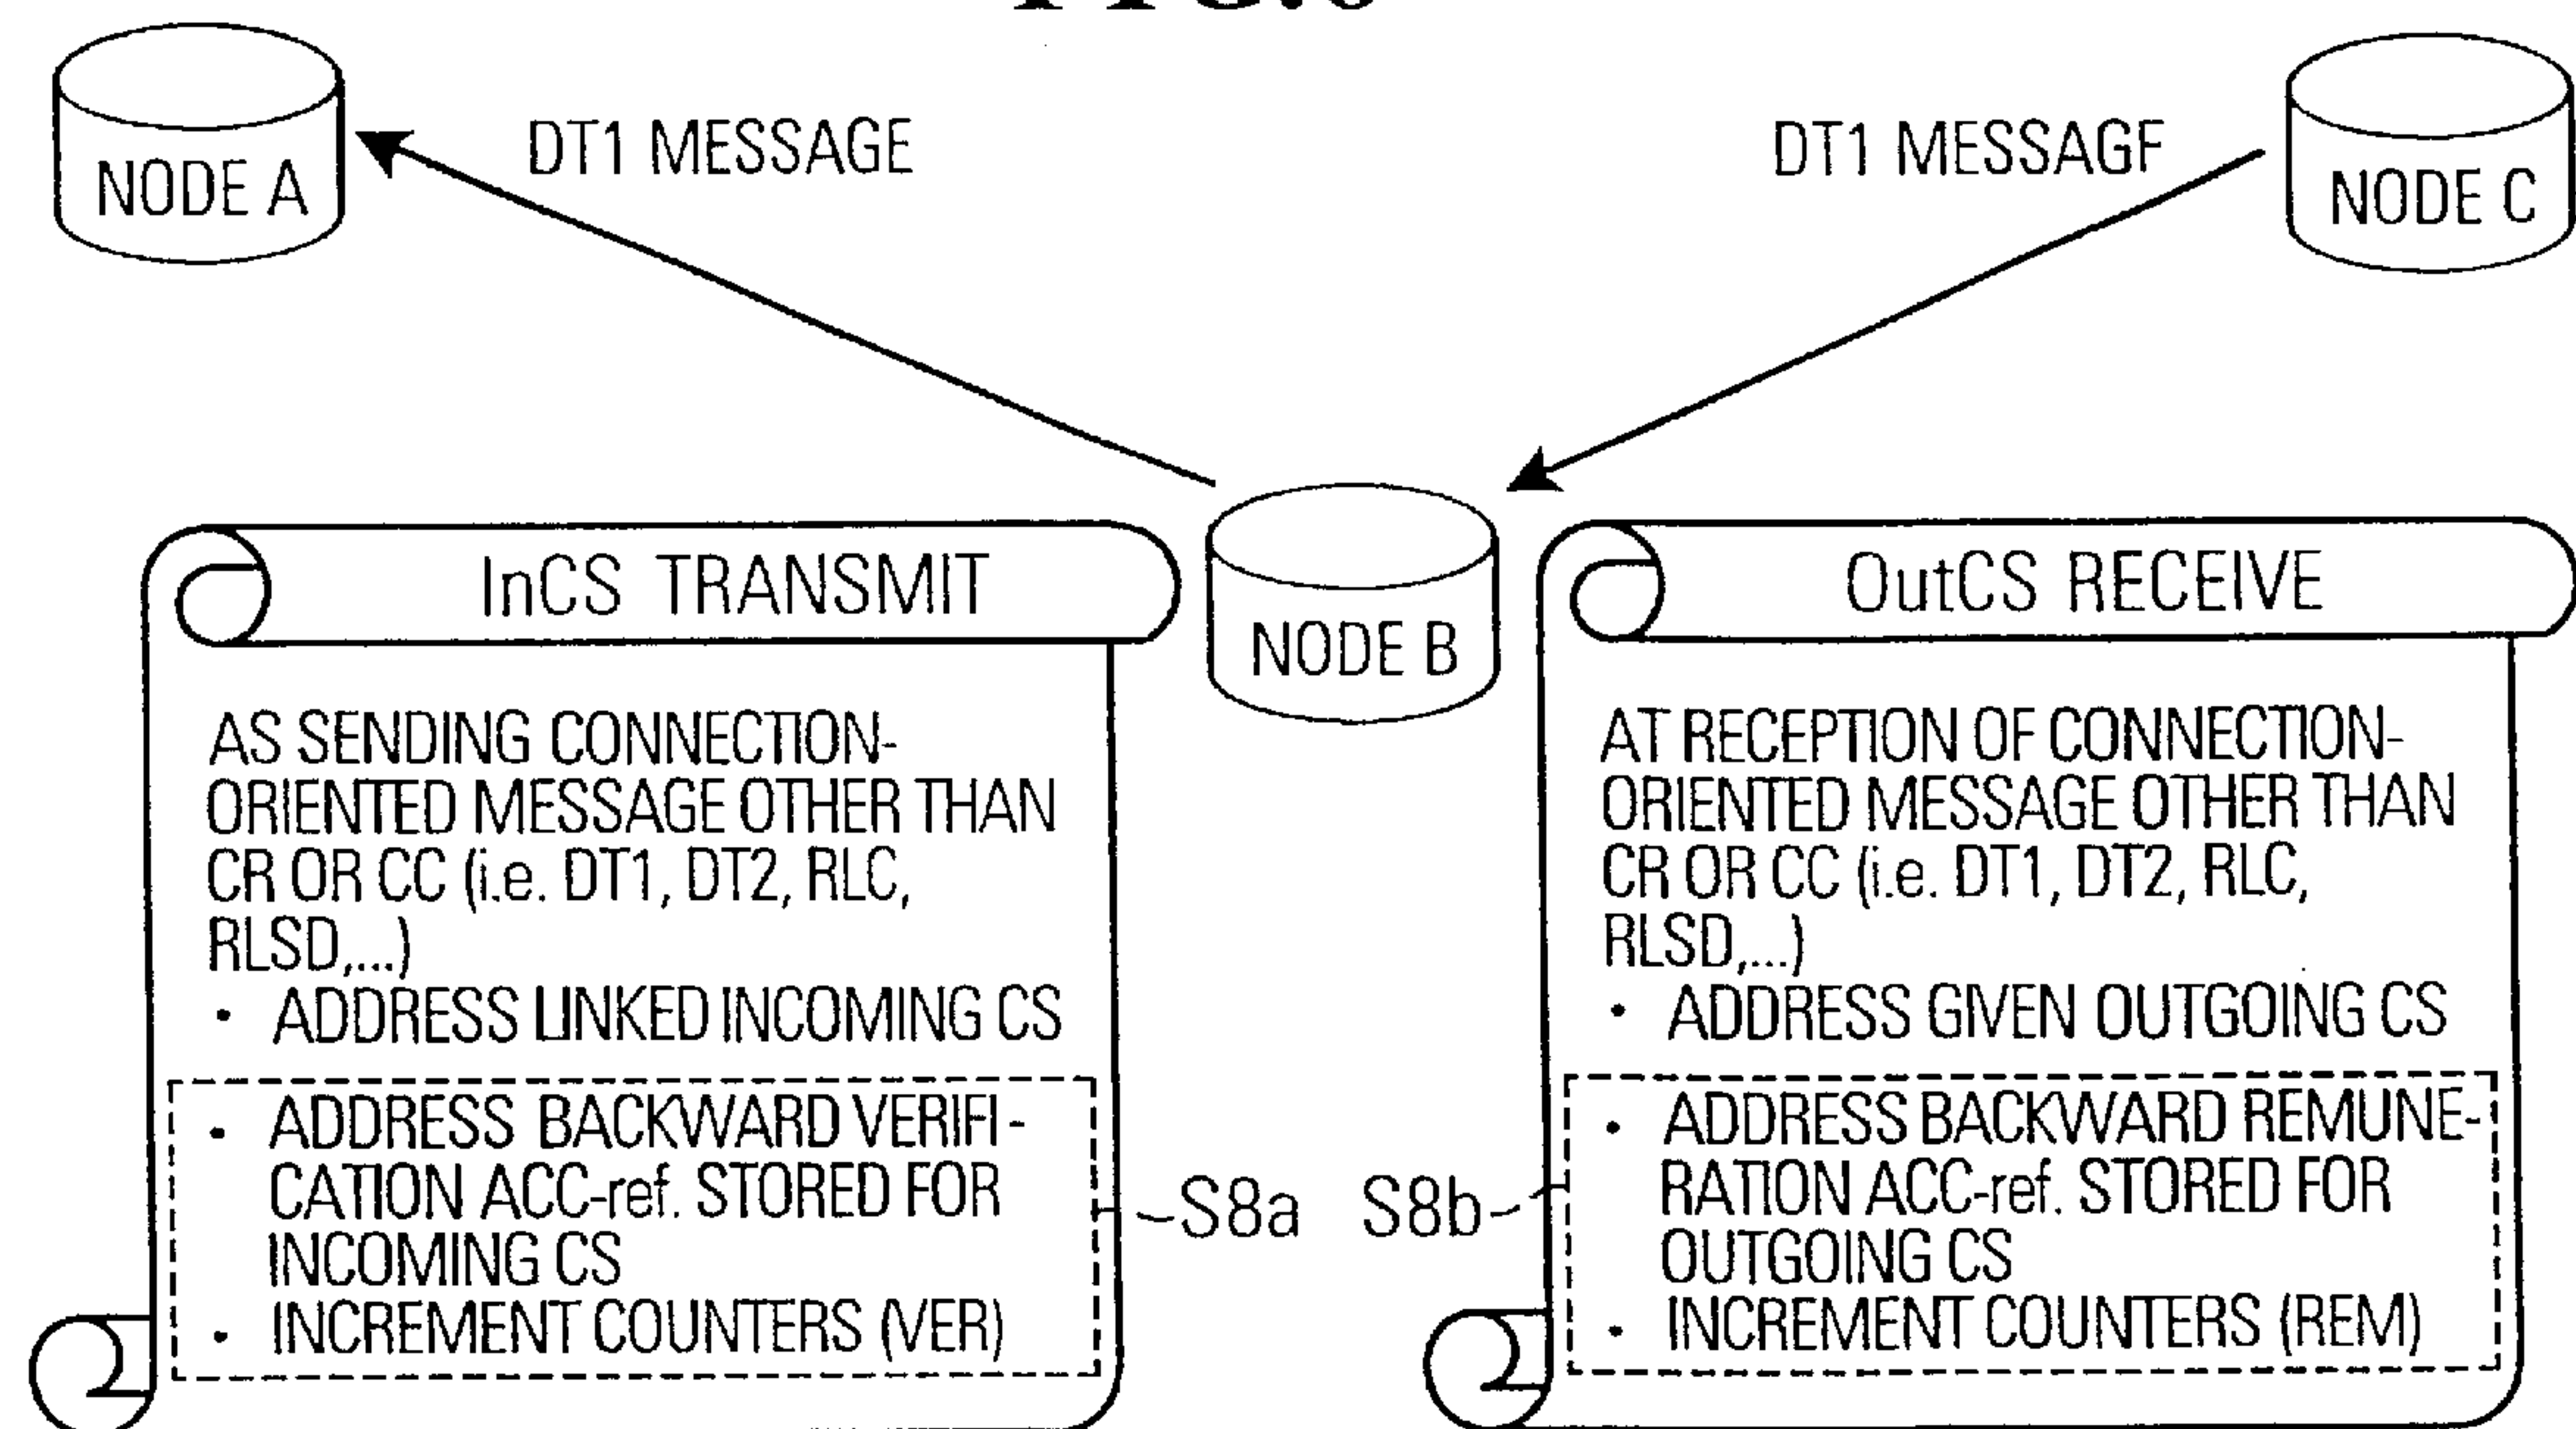 NODE A
DT1 MESSAGE
DT1 MESSAGF
NODE C
NODE B
InCS TRANSMIT
AS SENDING CONNECTION-
ORIENTED MESSAGE OTHER THAN
CR OR CC (i.e. DT1, DT2, RLC,
RLSD,...)
· ADDRESS LINKED INCOMING CS
· ADDRESS BACKWARD VERIFI-
CATION ACC-ref. STORED FOR
INCOMING CS
· INCREMENT COUNTERS (VER)
S8a
OutCS RECEIVE
AT RECEPTION OF CONNECTION-
ORIENTED MESSAGE OTHER THAN
CR OR CC (i.e. DT1, DT2, RLC,
RLSD,...)
· ADDRESS GIVEN OUTGOING CS
· ADDRESS BACKWARD REMUNE-
RATION ACC-ref. STORED FOR
OUTGOING CS
· INCREMENT COUNTERS (REM)
S8b